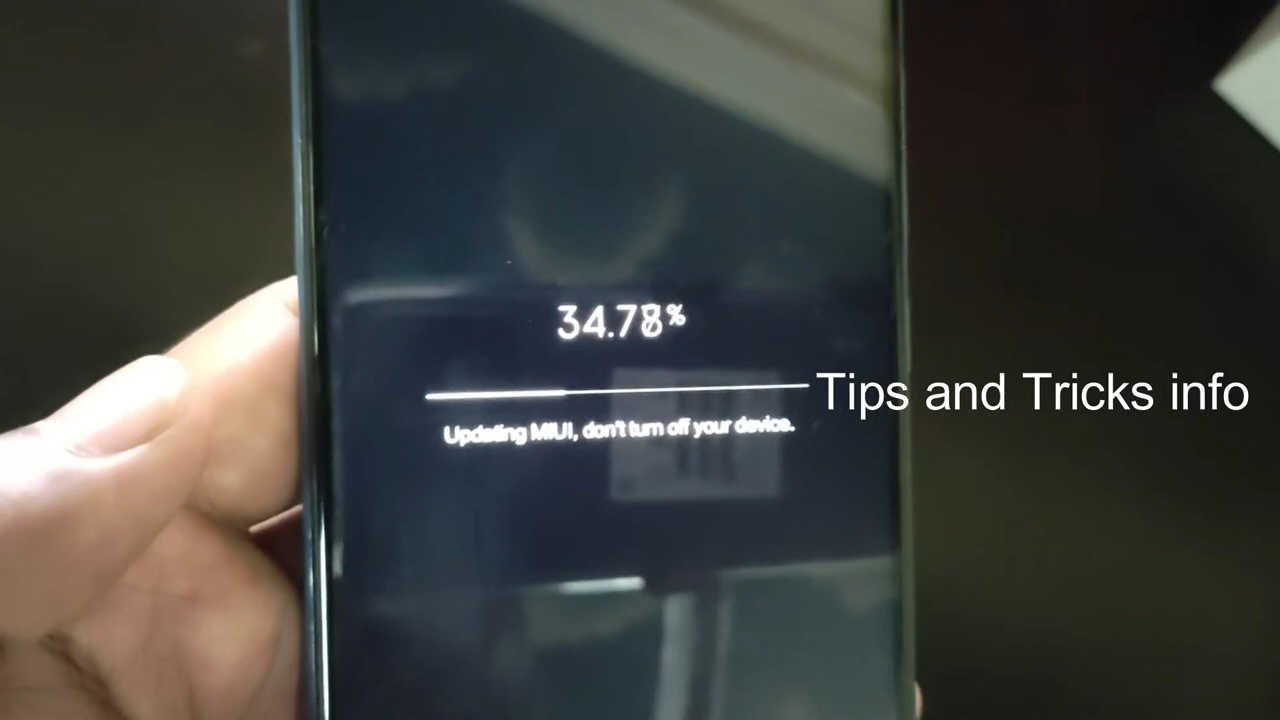 34.78%
Updating MIUI, don't turn off your device.
Tips and Tricks info